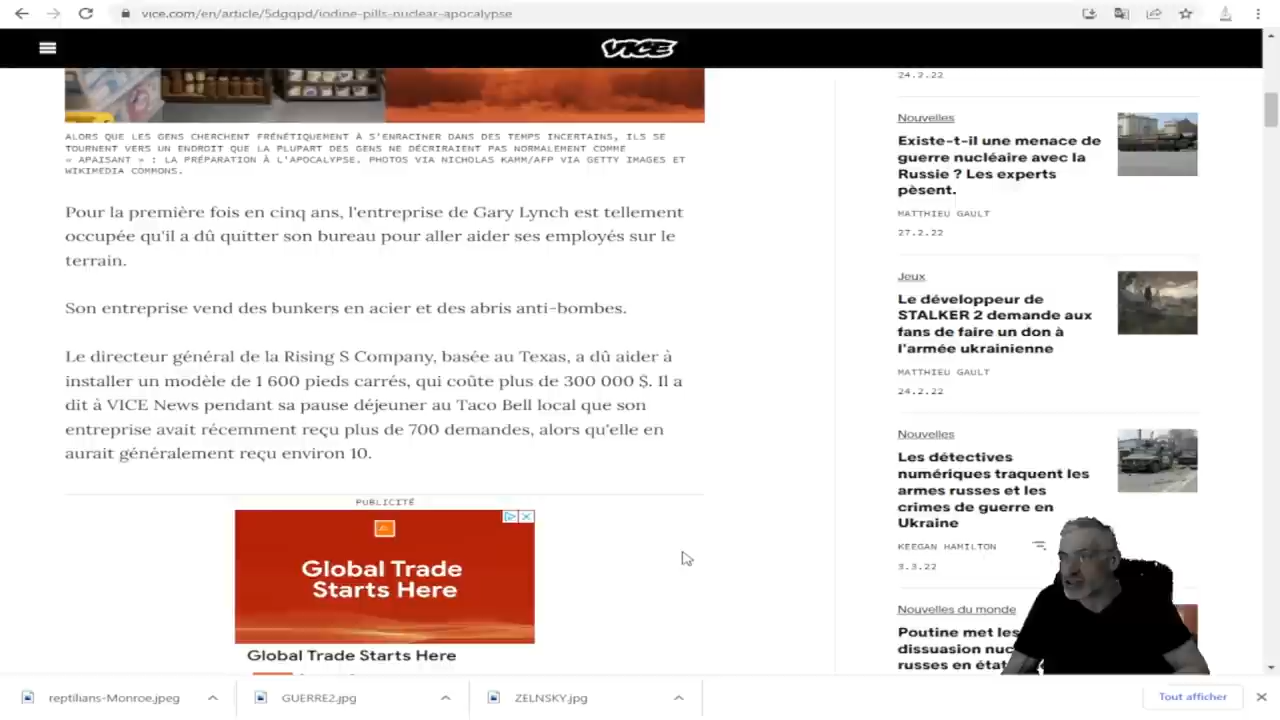 vice.com/en/article/5dgqpd/iodine-pills-nuclear-apocalypse
VICE
ALORS QUE LES GENS CHERCHENT FRÉNÉTIQUEMENT À S'ENRACINER DANS DES TEMPS INCERTAINS, ILS SE
TOURNENT VERS UN ENDROIT QUE LA PLUPART DES GENS NE DÉCRIRAIENT PAS NORMALEMENT COMME
« APAISANT » : LA PRÉPARATION À L'APOCALYPSE. PHOTOS VIA NICHOLAS KAMM/AFP VIA GETTY IMAGES ET
WIKIMEDIA COMMONS.
Pour la première fois en cinq ans, l'entreprise de Gary Lynch est tellement
occupée qu'il a dû quitter son bureau pour aller aider ses employés sur le
terrain.
Son entreprise vend des bunkers en acier et des abris anti-bombes.
Le directeur général de la Rising S Company, basée au Texas, a dû aider à
installer un modèle de 1 600 pieds carrés, qui coûte plus de 300 000 $. Il a
dit à VICE News pendant sa pause déjeuner au Taco Bell local que son
entreprise avait récemment reçu plus de 700 demandes, alors qu'elle en
aurait généralement reçu environ 10.
PUBLICITÉ
Global Trade
Starts Here
Global Trade Starts Here
24.2.22
Nouvelles
Existe-t-il une menace de
guerre nucléaire avec la
Russie ? Les experts
pèsent.
MATTHIEU GAULT
27.2.22
Jeux
Le développeur de
STALKER 2 demande aux
fans de faire un don à
l'armée ukrainienne
MATTHIEU GAULT
24.2.22
Nouvelles
Les détectives
numériques traquent les
armes russes et les
crimes de guerre en
Ukraine
KEEGAN HAMILTON
3.3.22
Nouvelles du monde
Poutine met les
dissuasion
russes en
reptilians-Monroe.jpeg
GUERRE2.jpg
ZELNSKY.jpg
Tout afficher